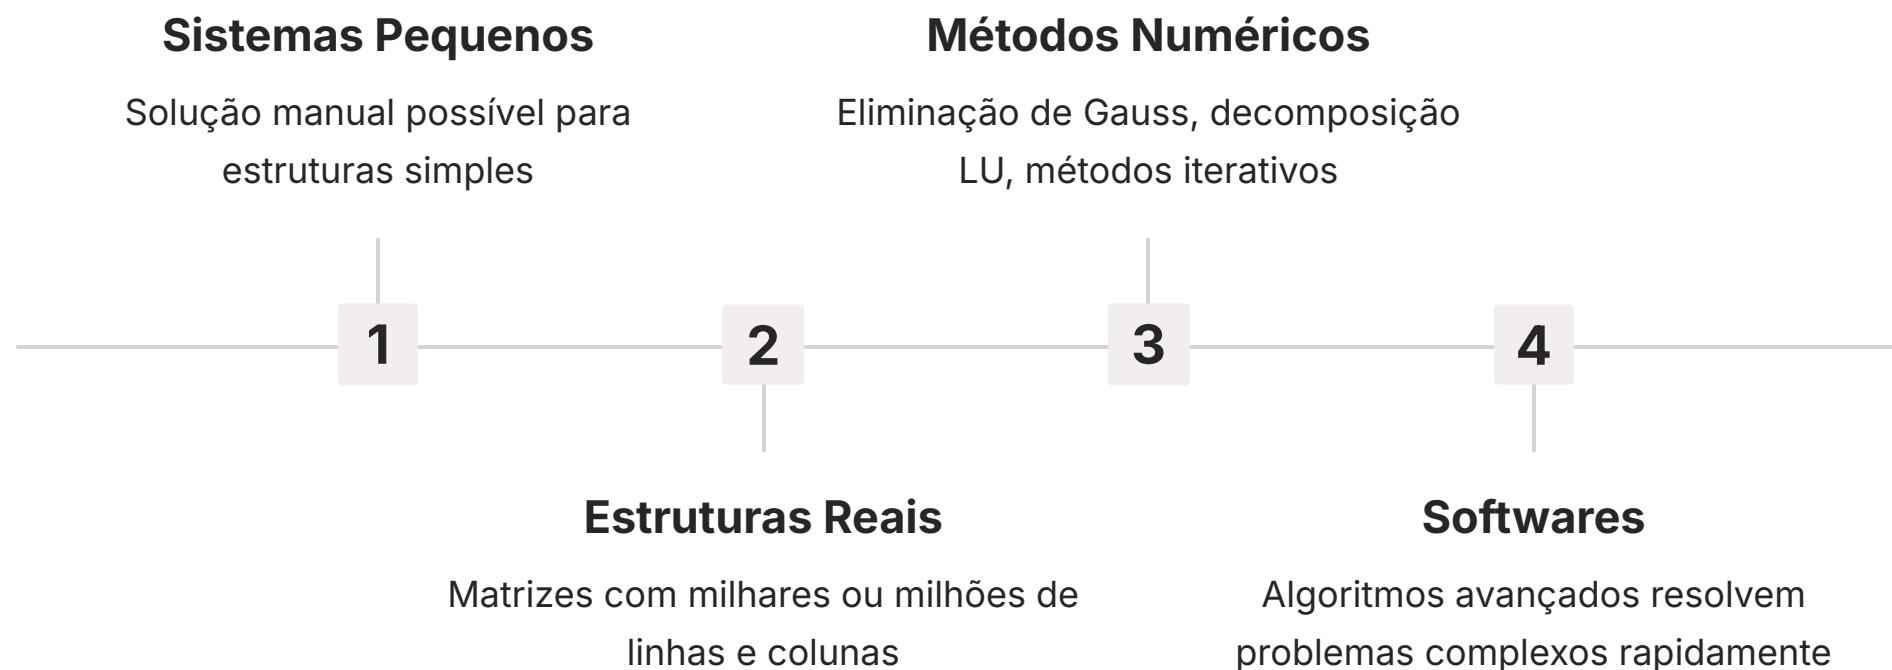 Sistemas Pequenos
Solução manual possível para
estruturas simples
Métodos Numéricos
Eliminação de Gauss, decomposição
LU, métodos iterativos
1
2
3
4
Estruturas Reais
Matrizes com milhares ou milhões de
linhas e colunas
Softwares
Algoritmos avançados resolvem
problemas complexos rapidamente